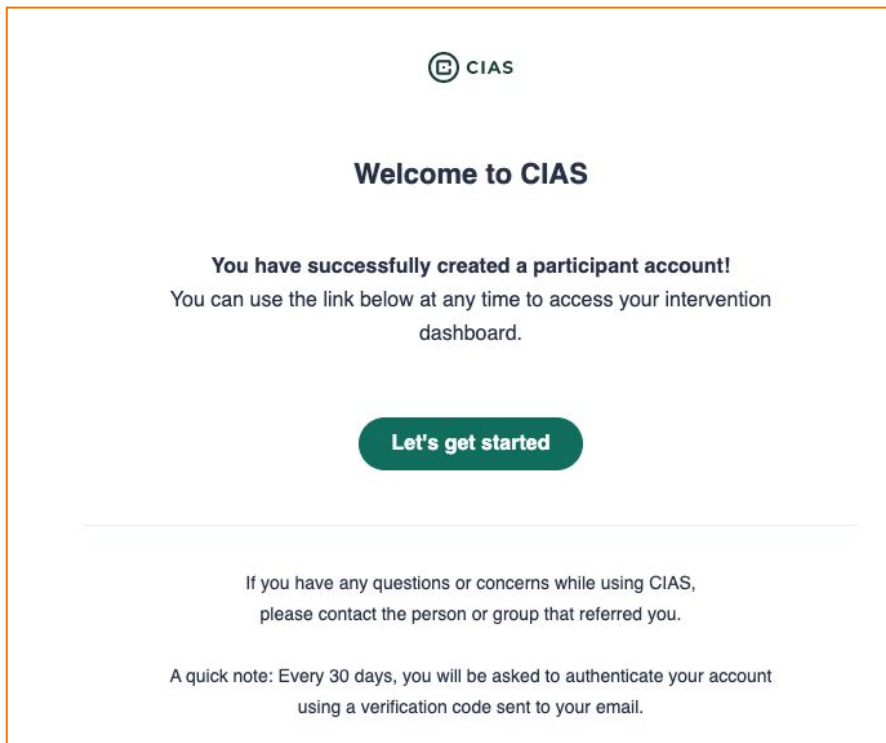 CIAS
Welcome to CIAS
You have successfully created a participant account!
You can use the link below at any time to access your intervention
dashboard.
Let's get started
If you have any questions or concerns while using CIAS,
please contact the person or group that referred you.
A quick note: Every 30 days, you will be asked to authenticate your account
using a verification code sent to your email.